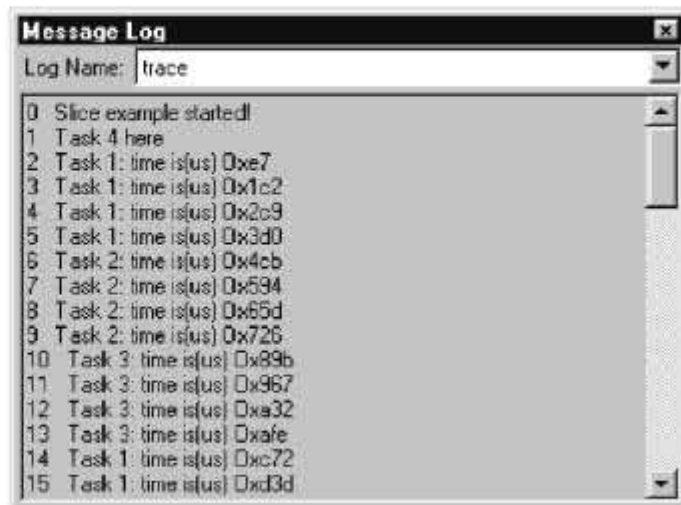 Message Log
Log Name: trace
0 Slice example started!
1 Task 4 here
2 Task 1: time is(us) 0xe7
3 Task 1: time is(us) 0x1c2
4 Task 1: time is(us) 0x2c9
5 Task 1: time is(us) 0x3d0
6 Task 2: time is(us) 0x4cb
7 Task 2: time is(us) 0x594
8 Task 2: time is(us) 0x65d
9 Task 2: time is(us) 0x726
10 Task 3: time is(us) 0x89b
11 Task 3: time is(us) 0x967
12 Task 3: time is(us) 0xa32
13 Task 3: time is(us) 0xafe
14 Task 1: time is(us) 0xc72
15 Task 1: time is(us) 0xd3d